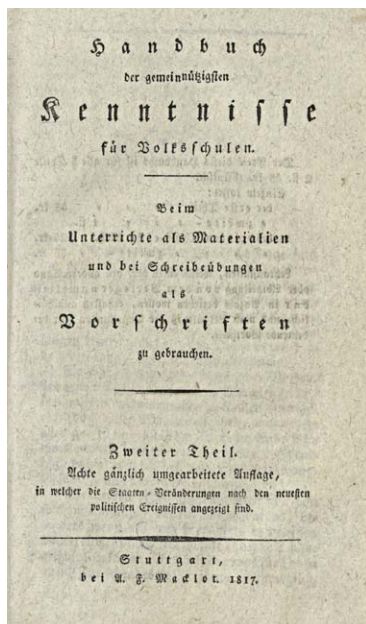 Handbuch
der gemeinnützigsten
Kenntnisse
für Volksschulen.
Beim
Unterrichte als Materialien
und bei Schreibeübungen
als
Vorschriften
zu gebrauchen.
Zweiter Theil.
Achte gänzlich umgearbeitete Auflage,
in welcher die Staaten-Veränderungen nach den neuesten
politischen Ereignissen angezeigt sind.
Stuttgart,
bei A. F. Macklot. 1817.